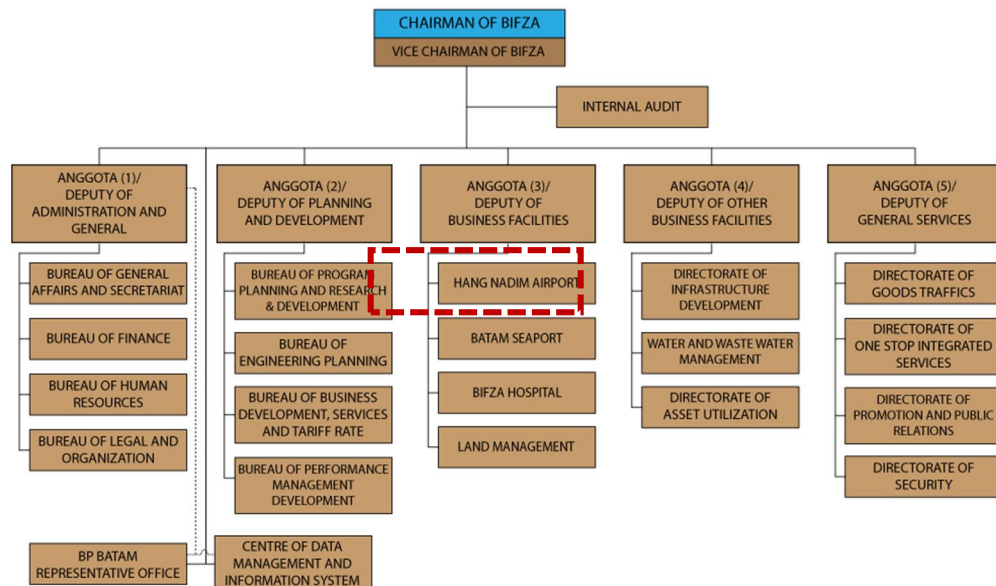 CHAIRMAN OF BIFZA
VICE CHAIRMAN OF BIFZA
INTERNAL AUDIT
ANGGOTA (1)/
DEPUTY OF
ADMINISTRATION AND
GENERAL
BUREAU OF GENERAL
AFFAIRS AND SECRETARIAT
BUREAU OF FINANCE
BUREAU OF HUMAN
RESOURCES
BUREAU OF LEGAL AND
ORGANIZATION
BP BATAM
REPRESENTATIVE OFFICE
CENTRE OF DATA
MANAGEMENT AND
INFORMATION SYSTEM
ANGGOTA (2)/
DEPUTY OF PLANNING
AND DEVELOPMENT
BUREAU OF PROGRAM
PLANNING AND RESEARCH
& DEVELOPMENT
BUREAU OF
ENGINEERING PLANNING
BUREAU OF BUSINESS
DEVELOPMENT, SERVICES
AND TARIFF RATE
BUREAU OF PERFORMANCE
MANAGEMENT
DEVELOPMENT
ANGGOTA (3)/
DEPUTY OF
BUSINESS FACILITIES
HANG NADIM AIRPORT
BATAM SEAPORT
BIFZA HOSPITAL
LAND MANAGEMENT
ANGGOTA (4)/
DEPUTY OF OTHER
BUSINESS FACILITIES
DIRECTORATE OF
INFRASTRUCTURE
DEVELOPMENT
WATER AND WASTE WATER
MANAGEMENT
DIRECTORATE OF
ASSET UTILIZATION
ANGGOTA (5)/
DEPUTY OF
GENERAL SERVICES
DIRECTORATE OF
GOODS TRAFFICS
DIRECTORATE OF
ONE STOP INTEGRATED
SERVICES
DIRECTORATE OF
PROMOTION AND PUBLIC
RELATIONS
DIRECTORATE OF
SECURITY